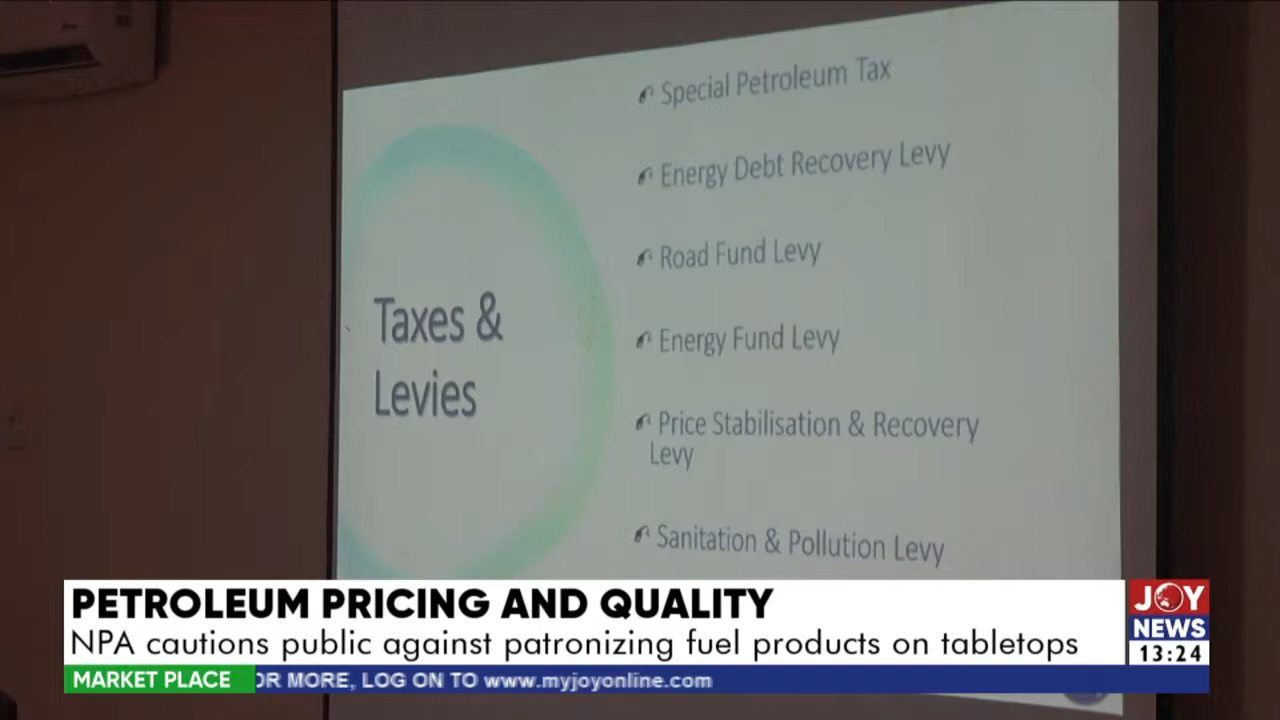 Special Petroleum Tax
Energy Debt Recovery Levy
Road Fund Levy
Taxes &
Levies
Energy Fund Levy
Price Stabilisation & Recovery
Levy
Sanitation & Pollution Levy
PETROLEUM PRICING AND QUALITY
NPA cautions public against patronizing fuel products on tabletops
JOY
NEWS
13:24
MARKET PLACE
OR MORE, LOG ON TO www.myjoyonline.com